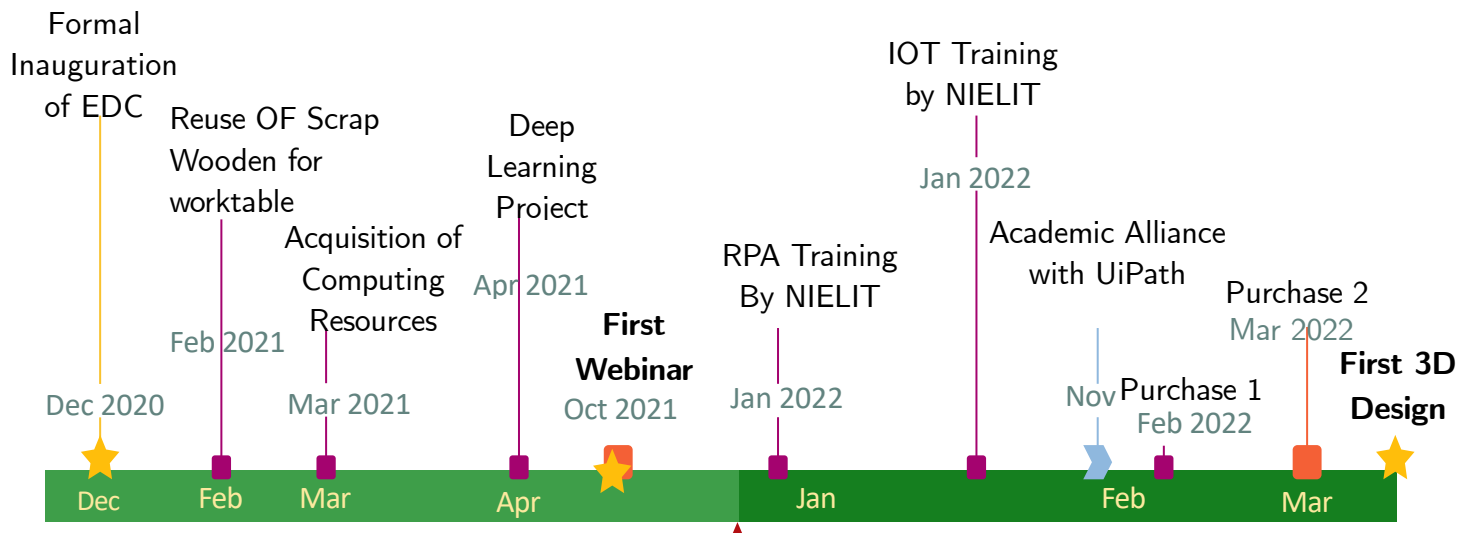 Formal
Inauguration
of EDC
Dec 2020
Reuse OF Scrap
Wooden for
worktable
Feb 2021
Acquisition of
Computing
Resources
Mar 2021
Deep
Learning
Project
Apr 2021
First
Webinar
Oct 2021
RPA Training
By NIELIT
Jan 2022
IOT Training
by NIELIT
Jan 2022
Academic Alliance
with UiPath
Nov
Purchase 1
Feb 2022
Purchase 2
Mar 2022
First 3D
Design
Dec
Feb
Mar
Apr
Jan
Feb
Mar